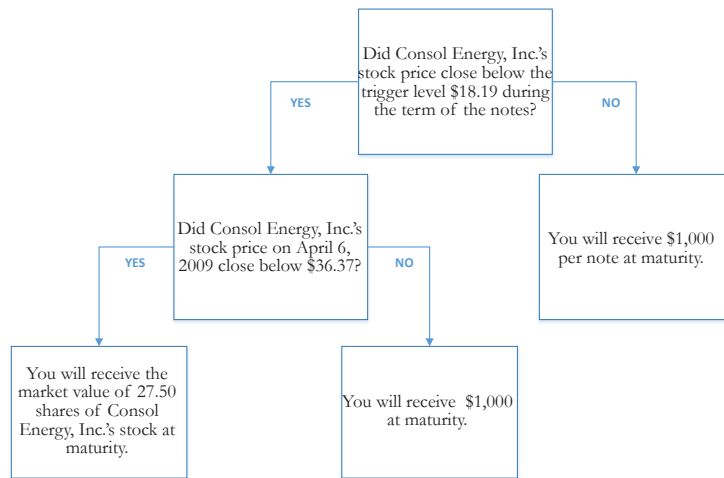 Did Consol Energy, Inc.'s
stock price close below the
trigger level $18.19 during
the term of the notes?
YES
NO
Did Consol Energy, Inc.'s
stock price on April 6,
2009 close below $36.37?
You will receive $1,000
per note at maturity.
YES
NO
You will receive the
market value of 27.50
shares of Consol
Energy, Inc.'s stock at
maturity.
You will receive $1,000
at maturity.